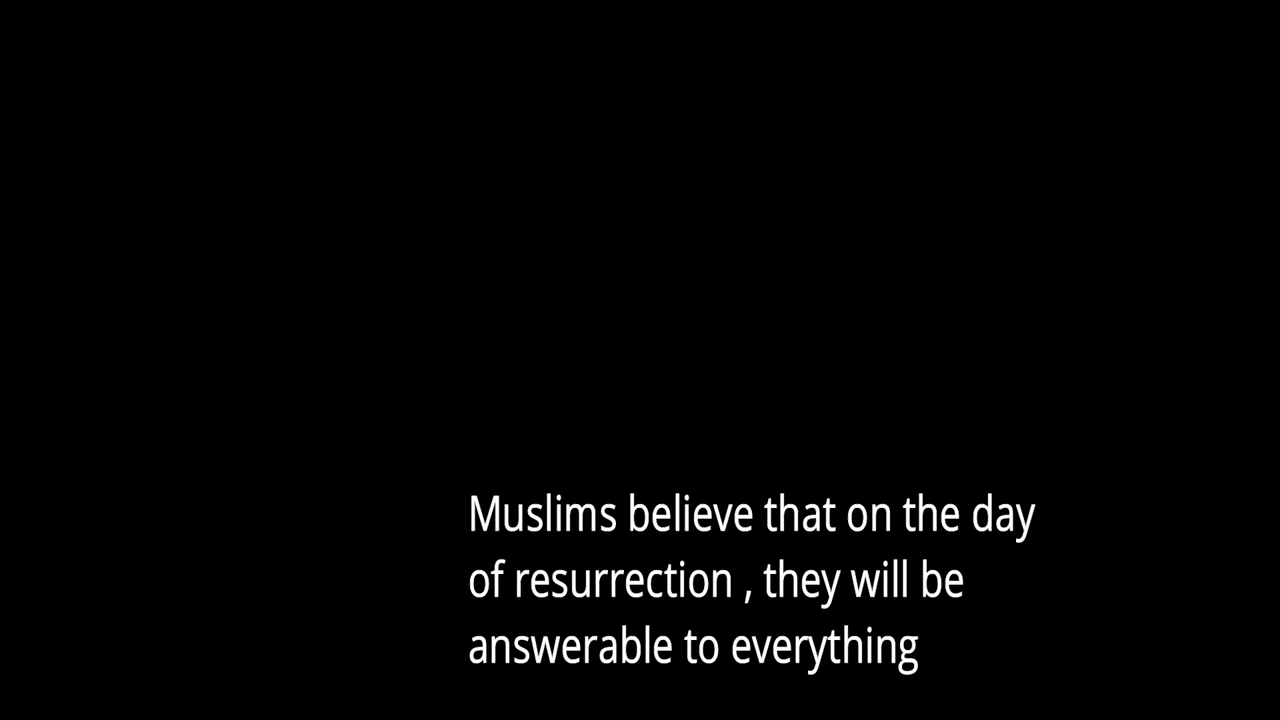 Muslims believe that on the day
of resurrection , they will be
answerable to everything